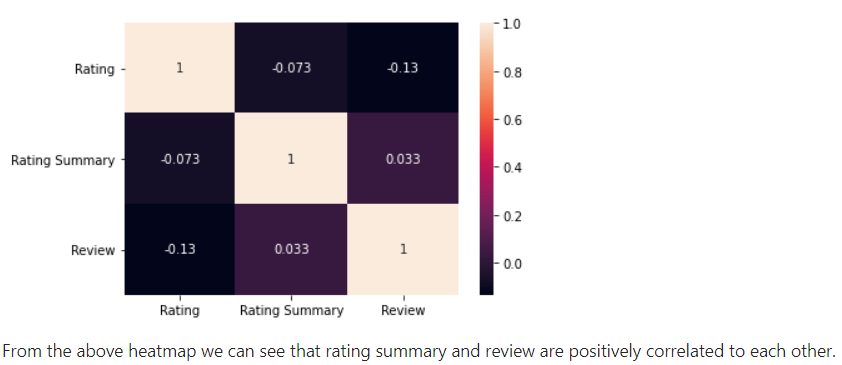 1.0
Rating 1 -0.073 -0.13
0.8
0.6
Rating Summary -0.073 1 0.033
0.4
0.2
Review -0.13 0.033 1
0.0
Rating Rating Summary Review
From the above heatmap we can see that rating summary and review are positively correlated to each other.